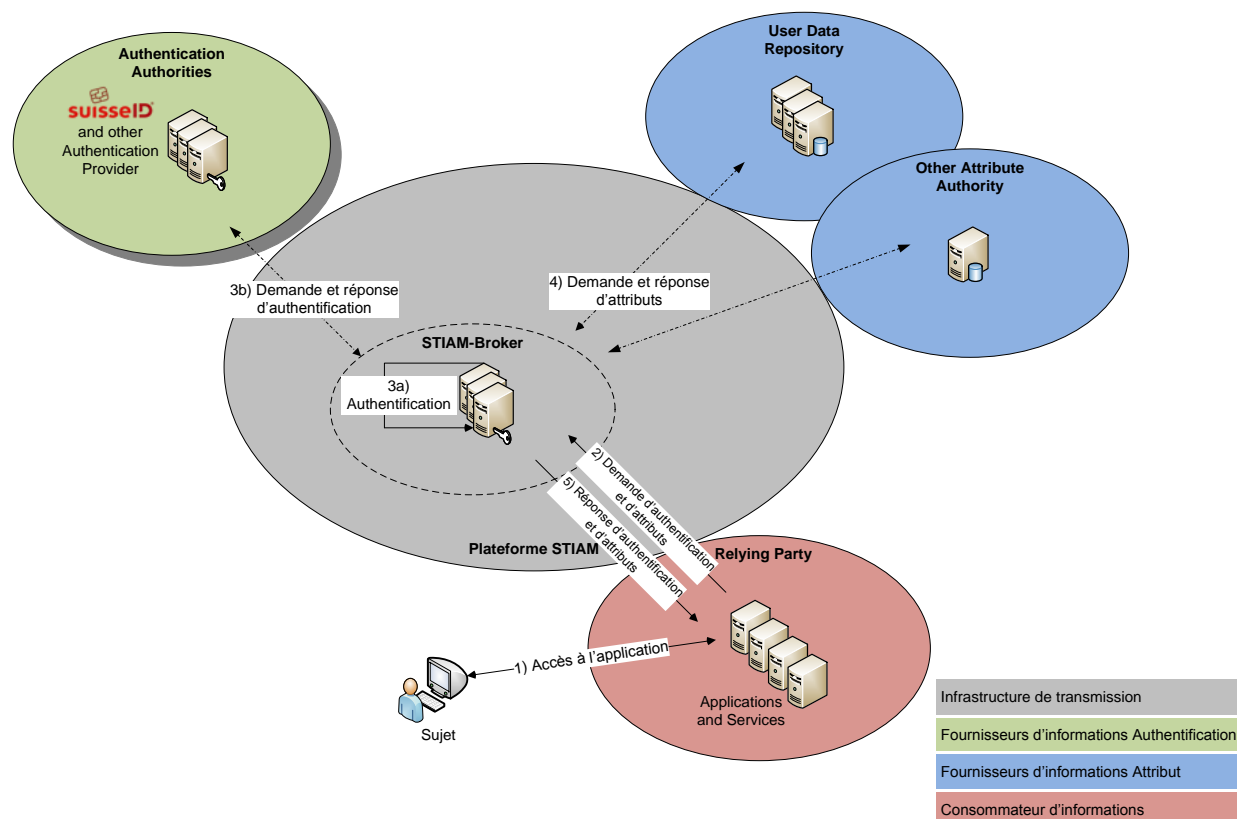 Authentication
Authorities
suisseID
and other
Authentication
Provider
User Data
Repository
Other Attribute
Authority
3b) Demande et réponse
d'authentification
4) Demande et réponse
d'attributs
STIAM-Broker
3a)
Authentification
2) Demande d'authentification
et d'attributs
5) Réponse d'authentification
et d'attributs
Plateforme STIAM
Relying Party
1) Accès à l'application
Applications
and Services
Sujet
Infrastructure de transmission
Fournisseurs d'informations Authentification
Fournisseurs d'informations Attribut
Consommateur d'informations